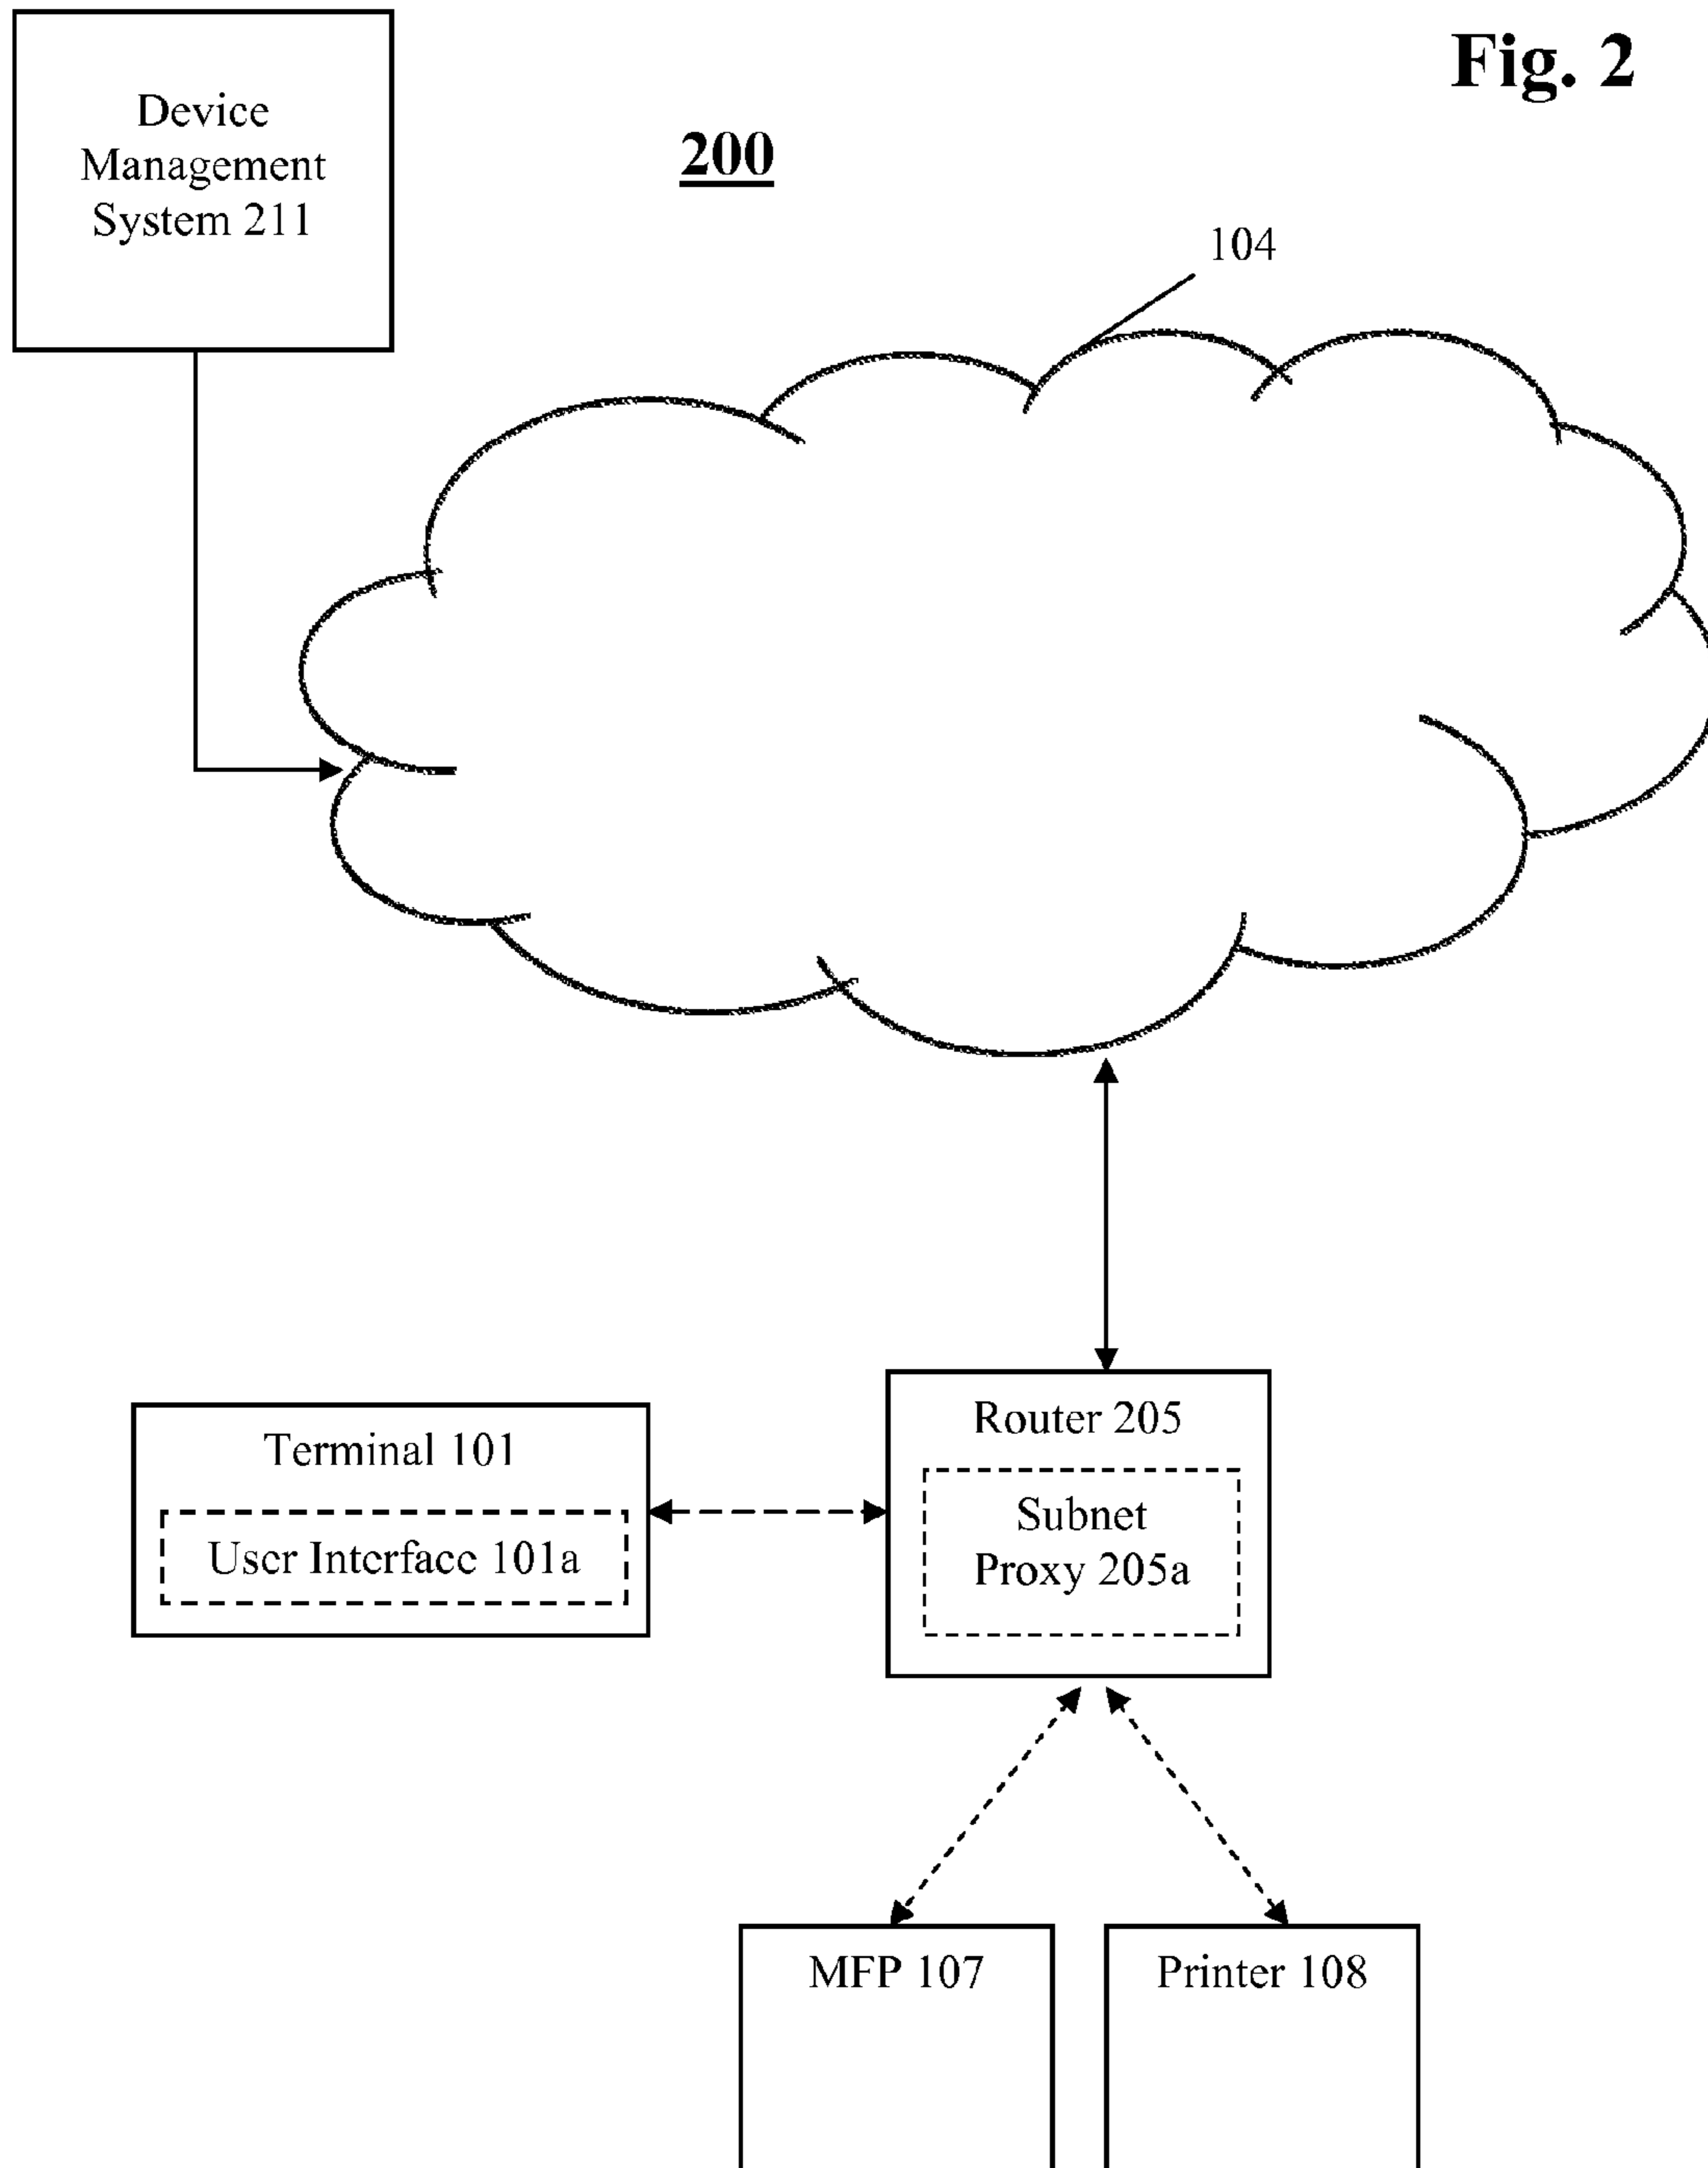 Fig. 2
Device
Management
System 211
200
104
Router 205
Subnet
Proxy 205a
Terminal 101
User Interface 101a
MFP 107
Printer 108